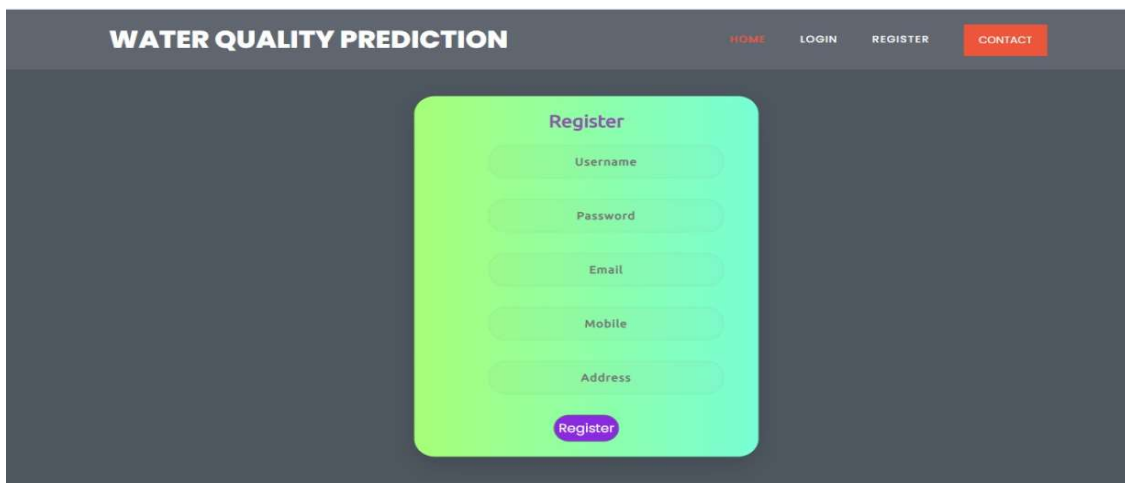 WATER QUALITY PREDICTION HOME LOGIN REGISTER CONTACT
Register
Username
Password
Email
Mobile
Address
Register